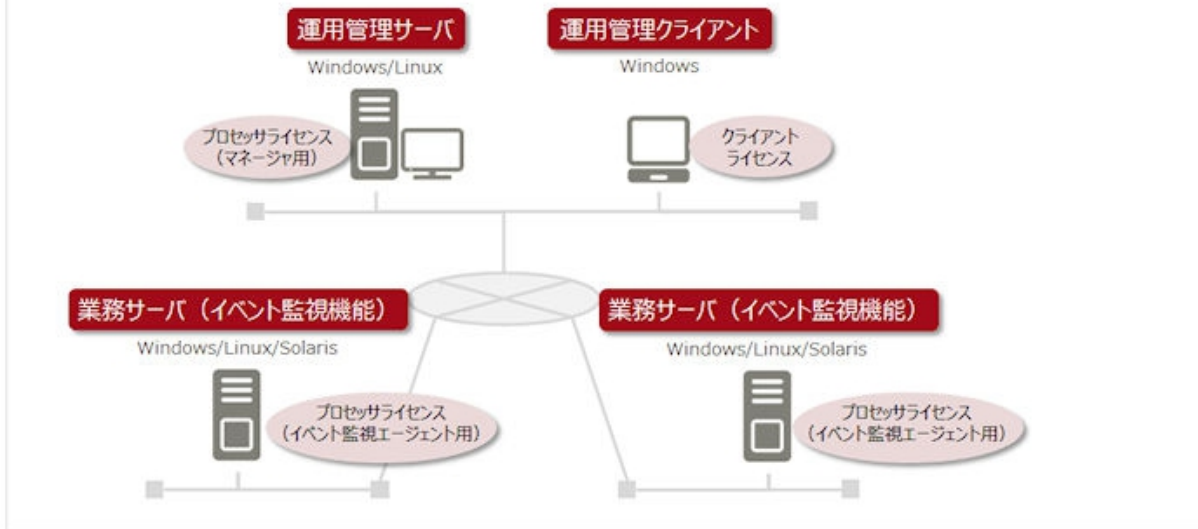 運用管理サーバ
運用管理クライアント
Windows/Linux
Windows
プロセッサライセンス
（マネージャ用）
クライアント
ライセンス
業務サーバ（イベント監視機能）
業務サーバ（イベント監視機能）
Windows/Linux/Solaris
Windows/Linux/Solaris
プロセッサライセンス
（イベント監視エージェント用）
プロセッサライセンス
（イベント監視エージェント用）